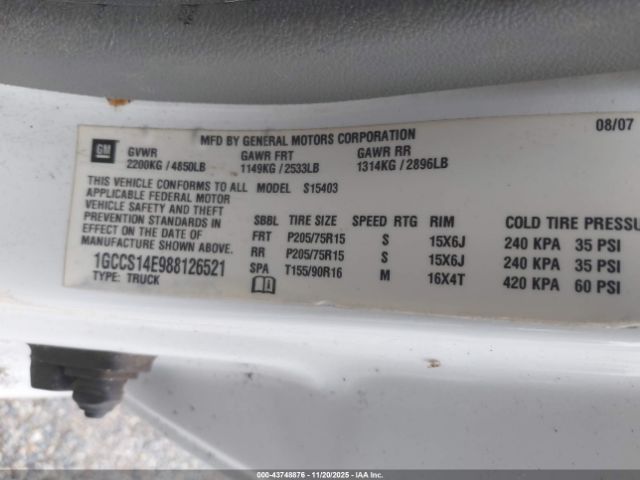 08/07
MFD BY GENERAL MOTORS CORPORATION
GM GVWR GAWR FRT GAWR RR
2200KG / 4850LB 1149KG / 2533LB 1314KG / 2896LB
THIS VEHICLE CONFORMS TO ALL MODEL S15403
APPLICABLE FEDERAL MOTOR
VEHICLE SAFETY AND THEFT
PREVENTION STANDARDS IN
EFFECT ON THE DATE OF
MANUFACTURE SHOWN ABOVE.
1GCCS14E988126521
TYPE: TRUCK
SBBL TIRE SIZE SPEED RTG RIM COLD TIRE PRESSU
FRT P205/75R15 S 15X6J 240 KPA 35 PSI
RR P205/75R15 S 15X6J 240 KPA 35 PSI
SPA T155/90R16 M 16X4T 420 KPA 60 PSI
000-43748876 - 11/20/2025 - IAA Inc.